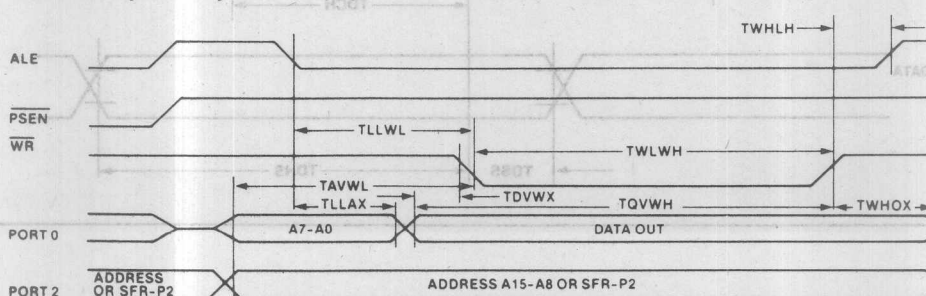 TWHLH
ALE
PSEN
TLLWL
WR
TWLWH
TAVWL
TDVWX
TLLAX
TQVWH
TWHOX
PORT 0
A7-A0
DATA OUT
PORT 2
ADDRESS
OR SFR-P2
ADDRESS A15-A8 OR SFR-P2